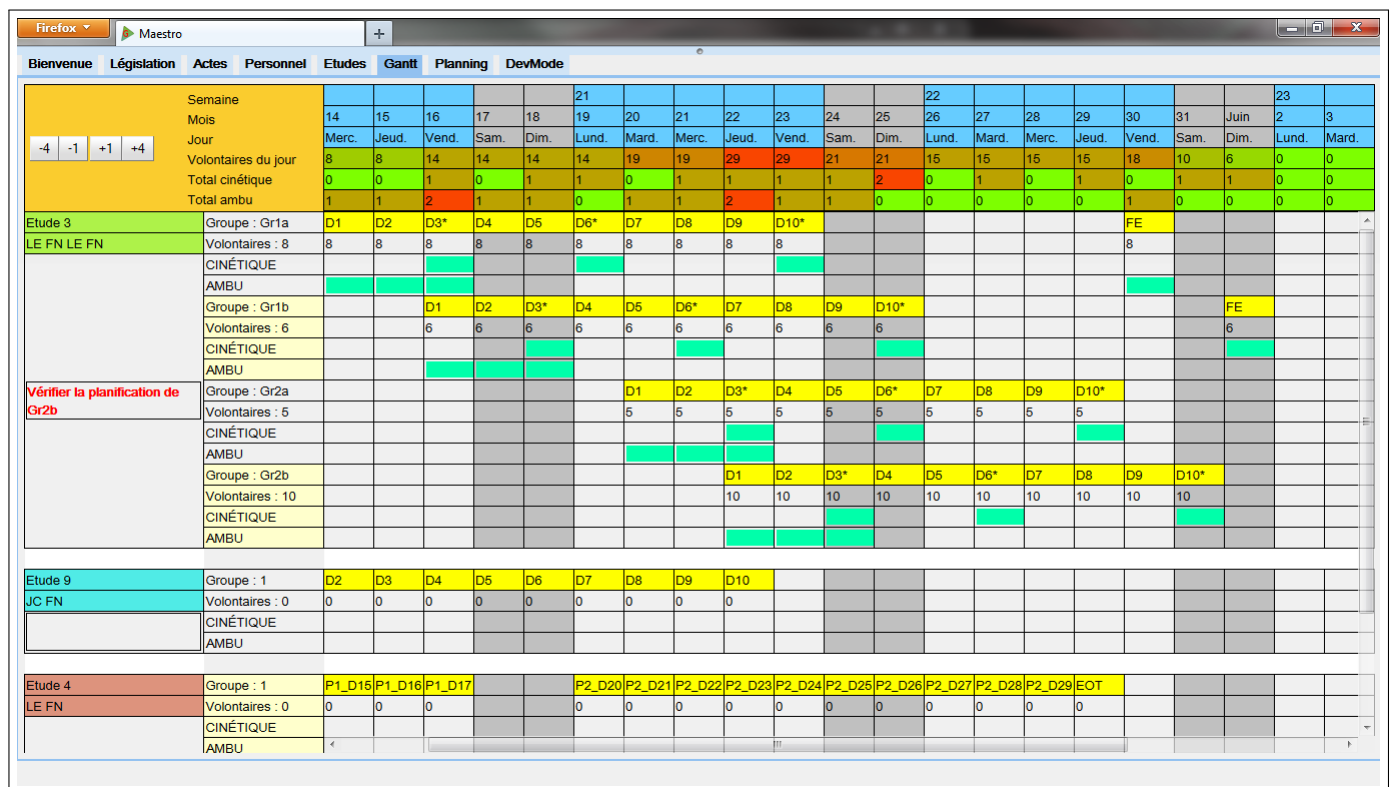 Firefox
Maestro
+
Bienvenue Législation Actes Personnel Etudes Gantt Planning DevMode
Semaine 21 22 23
Mois 14 15 16 17 18 19 20 21 22 23 24 25 26 27 28 29 30 31 Juin 2 3
-4 -1 +1 +4 Jour Merc. Jeud. Vend. Sam. Dim. Lund. Mard. Merc. Jeud. Vend. Sam. Dim. Lund. Mard. Merc. Jeud. Vend. Sam. Dim. Lund. Mard.
Volontaires du jour 8 8 14 14 14 14 19 19 29 29 21 21 15 15 15 15 18 10 6 0 0
Total cinétique 0 0 1 0 1 1 0 1 1 1 1 2 0 1 0 1 0 1 1 0 0
Total ambu 1 1 2 1 1 0 1 1 2 1 1 0 0 0 0 0 1 0 0 0 0
Etude 3 Groupe : Gr1a D1 D2 D3* D4 D5 D6* D7 D8 D9 D10* FE
LE FN LE FN Volontaires : 8 8 8 8 8 8 8 8 8 8 8 8
CINÉTIQUE
AMBU
Groupe : Gr1b D1 D2 D3* D4 D5 D6* D7 D8 D9 D10* FE
Volontaires : 6 6 6 6 6 6 6 6 6 6 6 6
CINÉTIQUE
AMBU
Vérifier la planification de Groupe : Gr2a D1 D2 D3* D4 D5 D6* D7 D8 D9 D10*
Gr2b Volontaires : 5 5 5 5 5 5 5 5 5 5 5
CINÉTIQUE
AMBU
Groupe : Gr2b D1 D2 D3* D4 D5 D6* D7 D8 D9 D10*
Volontaires : 10 10 10 10 10 10 10 10 10 10 10
CINÉTIQUE
AMBU
Etude 9 Groupe : 1 D2 D3 D4 D5 D6 D7 D8 D9 D10
JC FN Volontaires : 0 0 0 0 0 0 0 0 0 0
CINÉTIQUE
AMBU
Etude 4 Groupe : 1 P1_D15 P1_D16 P1_D17 P2_D20 P2_D21 P2_D22 P2_D23 P2_D24 P2_D25 P2_D26 P2_D27 P2_D28 P2_D29 EOT
LE FN Volontaires : 0 0 0 0 0 0 0 0 0 0 0 0 0 0 0
CINÉTIQUE
AMBU